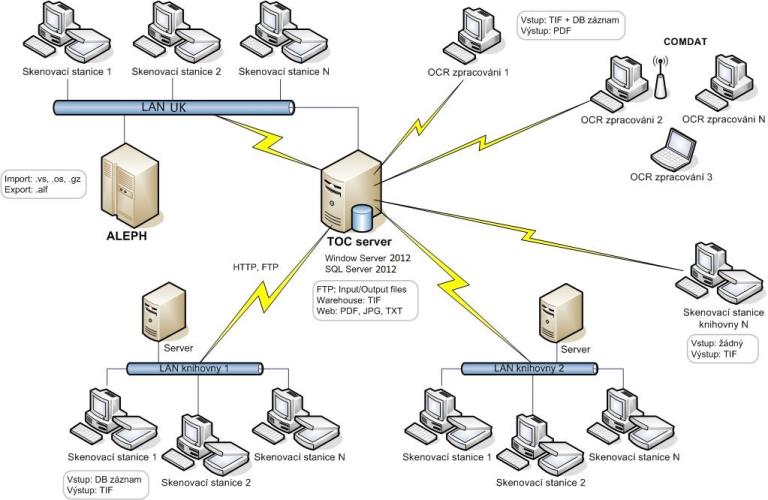 Skenovací stanice 1
Skenovací stanice 2
Skenovací stanice N
LAN UK
Import: .vs, .os, .gz
Export: .alf
ALEPH
OCR zpracování 1
Vstup: TIF + DB záznam
Výstup: PDF
COMDAT
OCR zpracování 2
OCR zpracování N
OCR zpracování 3
TOC server
Window Server 2012
SQL Server 2012
FTP: Input/Output files
Warehouse: TIF
Web: PDF, JPG, TXT
HTTP, FTP
Skenovací stanice
knihovny N
Vstup: žádný
Výstup: TIF
Server
LAN knihovny 1
Skenovací stanice 1
Skenovací stanice 2
Skenovací stanice N
Vstup: DB záznam
Výstup: TIF
Server
LAN knihovny 2
Skenovací stanice 1
Skenovací stanice 2
Skenovací stanice N